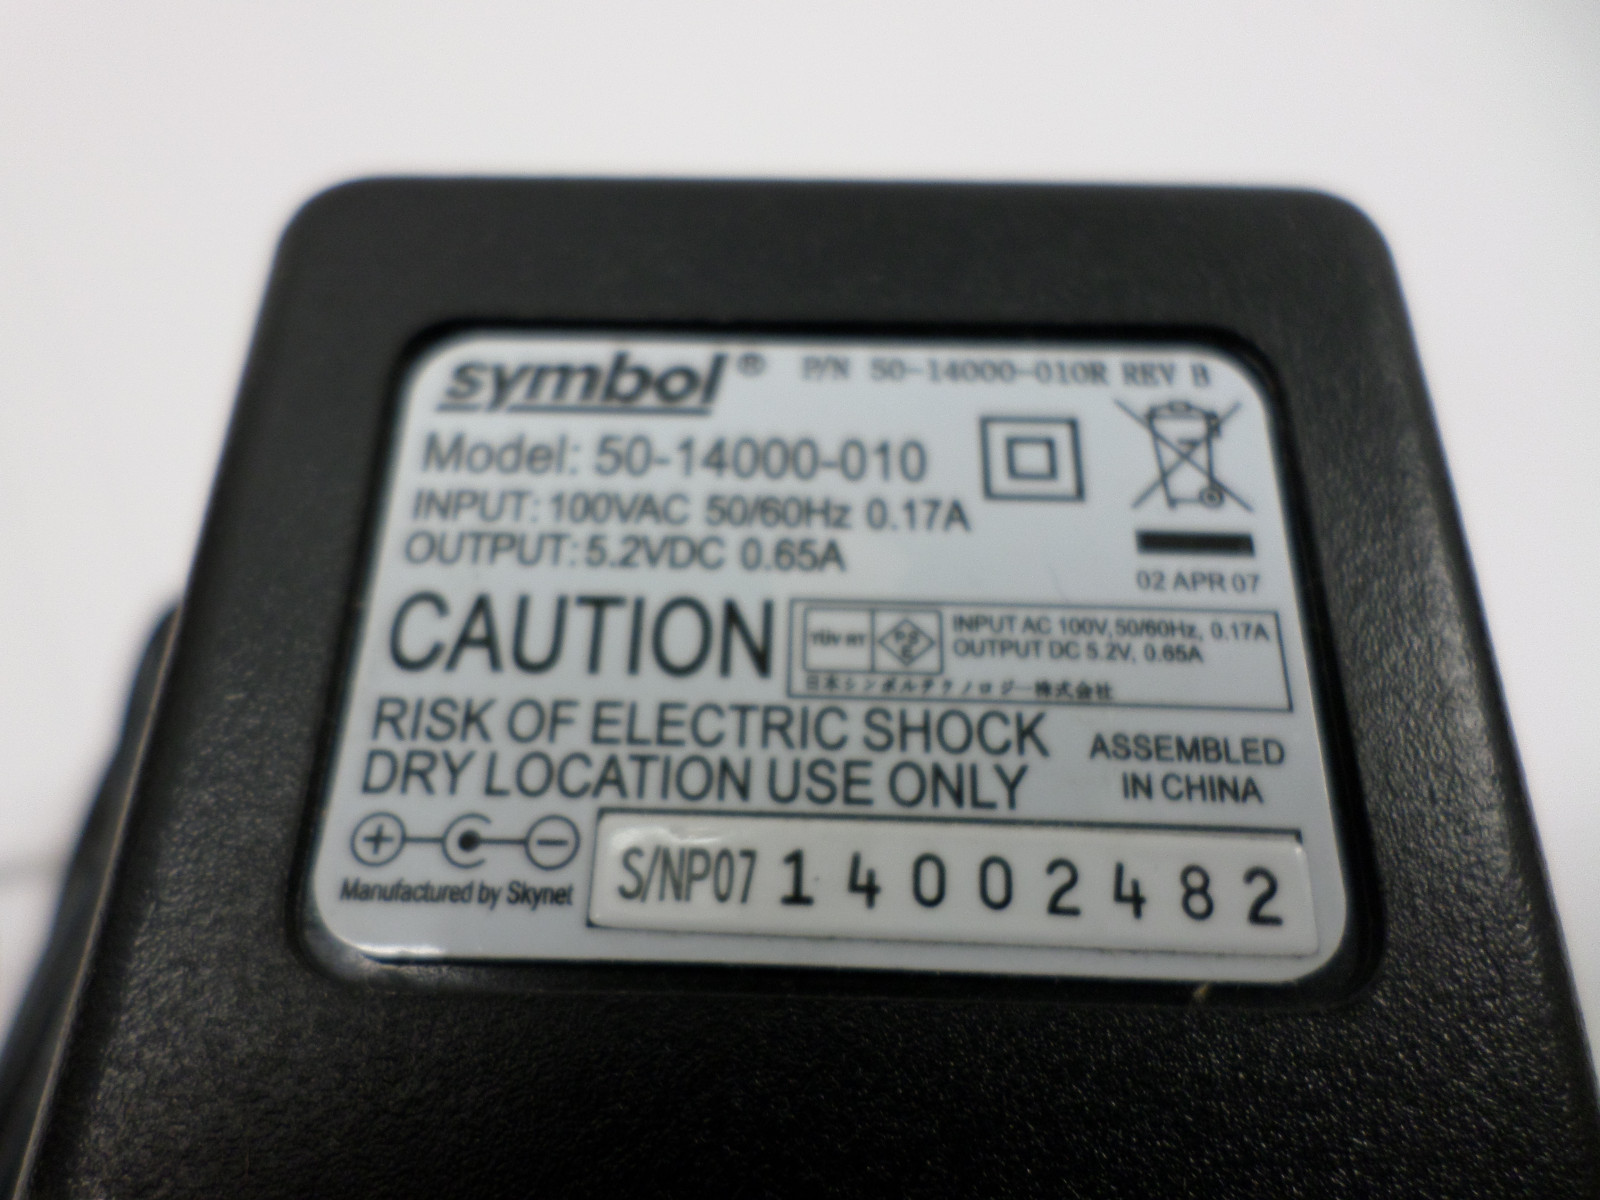 symbol® P/N 50-14000-010R REV B
Model: 50-14000-010
INPUT: 100VAC 50/60Hz 0.17A
OUTPUT: 5.2VDC 0.65A
02 APR 07
CAUTION
TÜV RT
PSE
INPUT AC 100V, 50/60Hz, 0.17A
OUTPUT DC 5.2V, 0.65A
日本シンボルテクノロジー株式会社
RISK OF ELECTRIC SHOCK
DRY LOCATION USE ONLY
ASSEMBLED
IN CHINA
Manufactured by Skynet
S/NP07 14002482